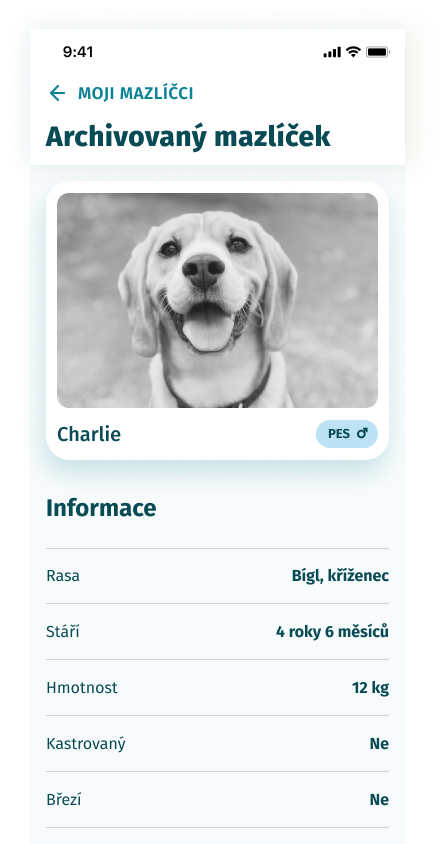 9:41
MOJI MAZLÍČCI
Archivovaný mazlíček
Charlie
PES
Informace
Rasa Bígl, kříženec
Stáří 4 roky 6 měsíců
Hmotnost 12 kg
Kastrovaný Ne
Březí Ne